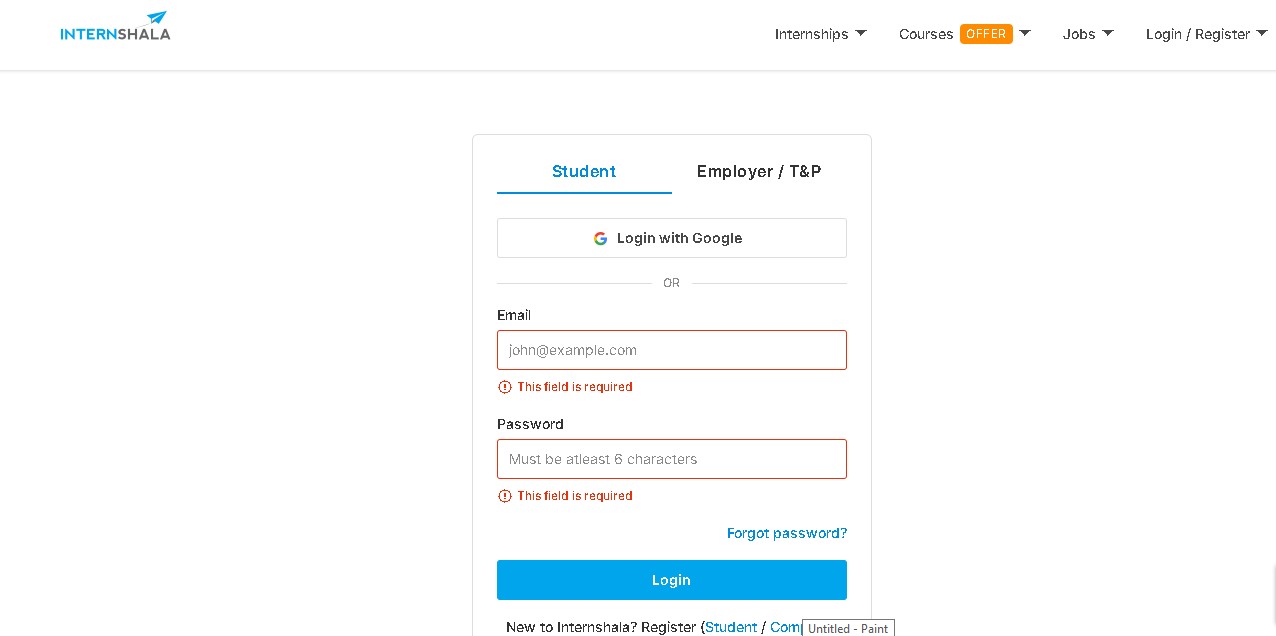 INTERNSHALA
Internships Courses OFFER Jobs Login / Register
Student Employer / T&P
Login with Google
OR
Email
john@example.com
This field is required
Password
Must be atleast 6 characters
This field is required
Forgot password?
Login
New to Internshala? Register (Student /
Untitled - Paint